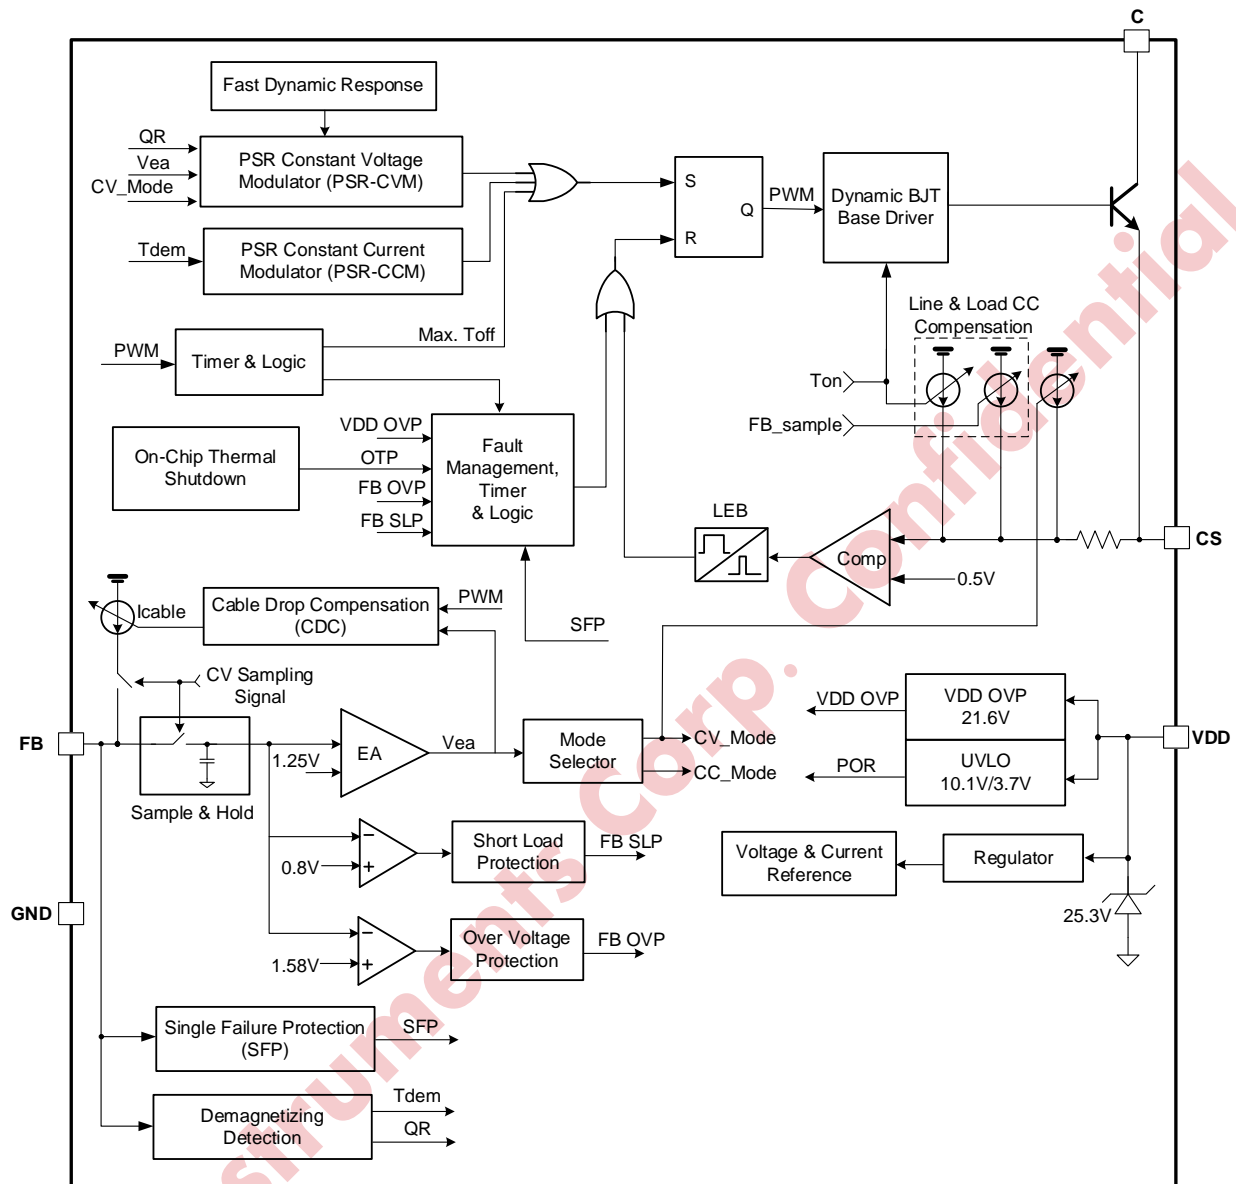 C
Fast Dynamic Response
QR
Vea
CV_Mode
PSR Constant Voltage
Modulator (PSR-CVM)
S
R
Q
PWM
Dynamic BJT
Base Driver
Tdem
PSR Constant Current
Modulator (PSR-CCM)
Line & Load CC
Compensation
Max. Toff
PWM
Timer & Logic
Ton
FB_sample
VDD OVP
OTP
FB OVP
FB SLP
On-Chip Thermal
Shutdown
Fault
Management,
Timer
& Logic
LEB
Comp
0.5V
CS
Icable
Cable Drop Compensation
(CDC)
PWM
SFP
CV Sampling
Signal
FB
1.25V
EA
Vea
Mode
Selector
CV_Mode
CC_Mode
VDD OVP
VDD OVP
21.6V
POR
UVLO
10.1V/3.7V
VDD
Sample & Hold
−
+
0.8V
Short Load
Protection
FB SLP
Voltage & Current
Reference
Regulator
25.3V
GND
−
+
1.58V
Over Voltage
Protection
FB OVP
Single Failure Protection
(SFP)
SFP
Demagnetizing
Detection
Tdem
QR
struments Corp. Confidential